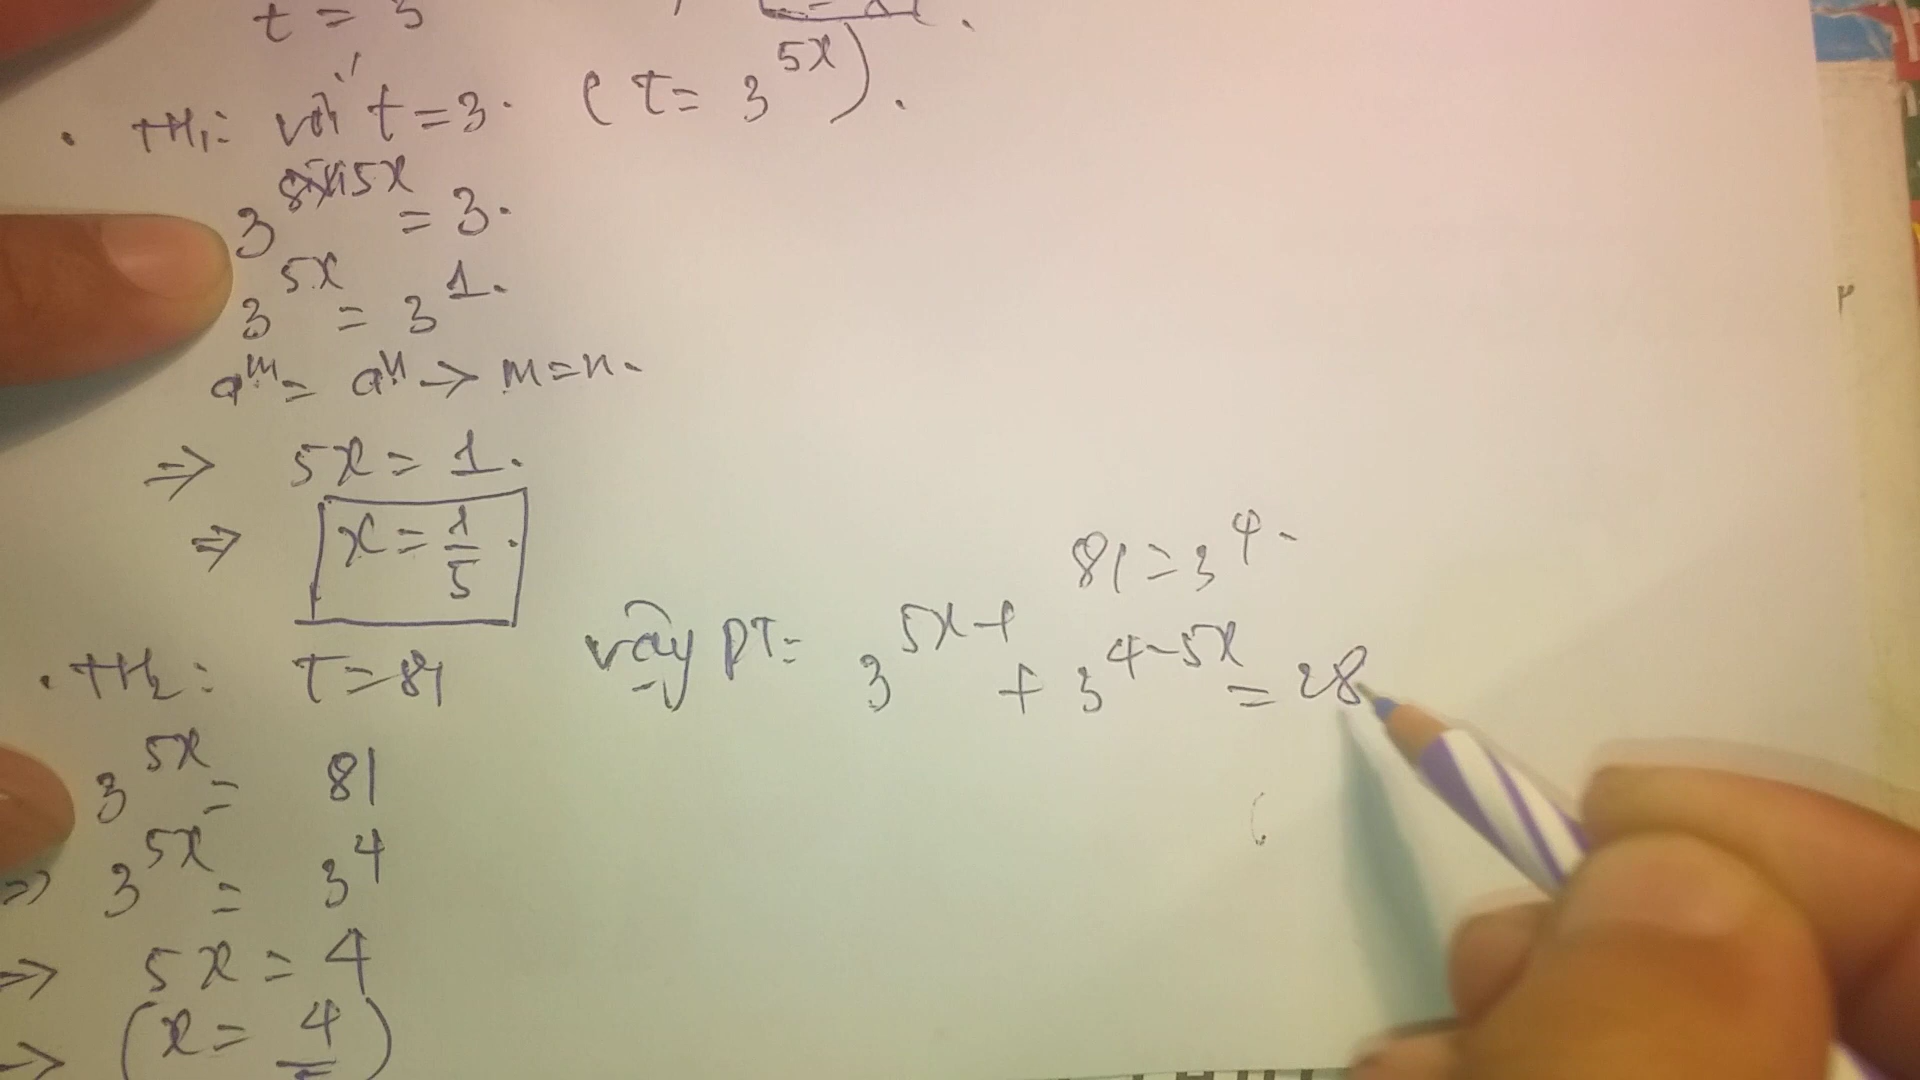 t = 3
TH1: với t = 3. (t = 3^5x).
3^5x = 3.
3^5x = 3^1.
a^m = a^n → m = n.
⇒ 5x = 1.
⇒ x = 1/5.
TH2: t = 81
3^5x = 81
⇒ 3^5x = 3^4
⇒ 5x = 4
⇒ (x = 4
81 = 3^4.
vậy PT: 3^5x-1 + 3^4-5x = 28